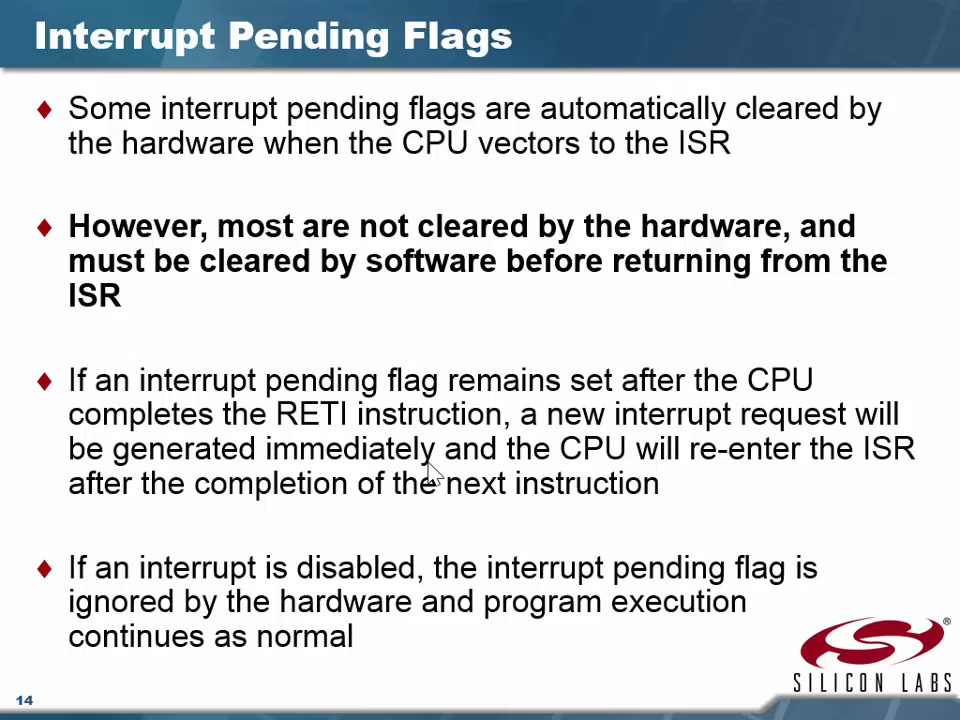 Interrupt Pending Flags
Some interrupt pending flags are automatically cleared by
the hardware when the CPU vectors to the ISR
However, most are not cleared by the hardware, and
must be cleared by software before returning from the
ISR
If an interrupt pending flag remains set after the CPU
completes the RETI instruction, a new interrupt request will
be generated immediately and the CPU will re-enter the ISR
after the completion of the next instruction
If an interrupt is disabled, the interrupt pending flag is
ignored by the hardware and program execution
continues as normal
®
SILICON LABS
14